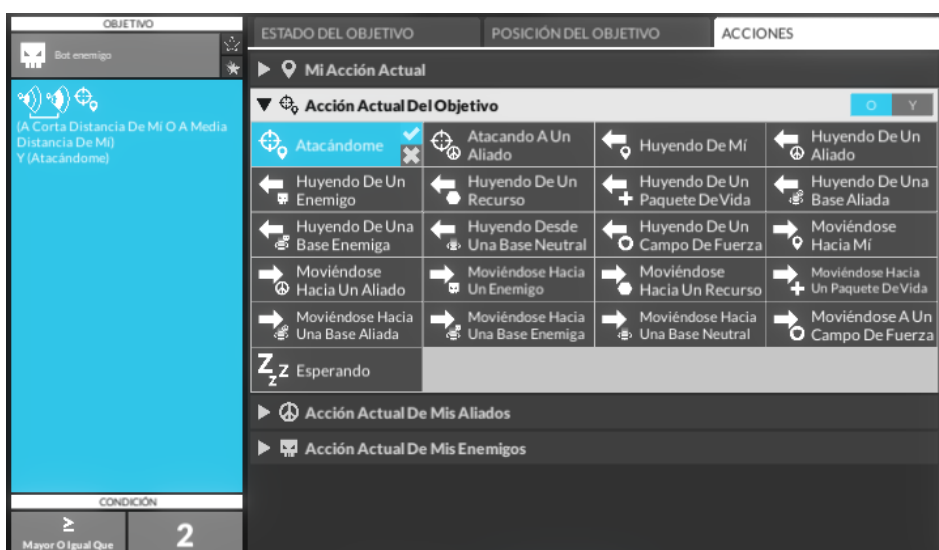 OBJETIVO
Bot enemigo
(A Corta Distancia De Mí O A Media
Distancia De Mí)
Y (Atacándome)
CONDICIÓN
≥
Mayor O Igual Que
2
ESTADO DEL OBJETIVO
POSICIÓN DEL OBJETIVO
ACCIONES
Mi Acción Actual
Acción Actual Del Objetivo
O
Y
Atacándome
Atacando A Un
Aliado
Huyendo De Mí
Huyendo De Un
Aliado
Huyendo De Un
Enemigo
Huyendo De Un
Recurso
Huyendo De Un
Paquete De Vida
Huyendo De Una
Base Aliada
Huyendo De Una
Base Enemiga
Huyendo Desde
Una Base Neutral
Huyendo De Un
Campo De Fuerza
Moviéndose
Hacia Mí
Moviéndose
Hacia Un Aliado
Moviéndose Hacia
Un Enemigo
Moviéndose
Hacia Un Recurso
Moviéndose Hacia
Un Paquete De Vida
Moviéndose Hacia
Una Base Aliada
Moviéndose Hacia
Una Base Enemiga
Moviéndose Hacia
Una Base Neutral
Moviéndose A Un
Campo De Fuerza
Zzz Esperando
Acción Actual De Mis Aliados
Acción Actual De Mis Enemigos